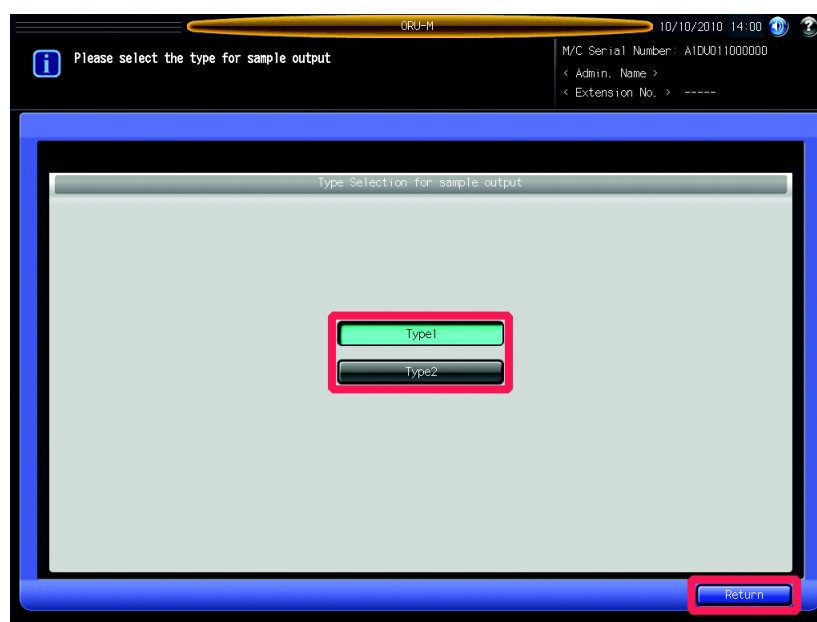 ORU-M
10/10/2010 14:00
Please select the type for sample output
M/C Serial Number: A1DU011000000
< Admin. Name >
< Extension No. > -----
Type Selection for sample output
Type1
Type2
Return